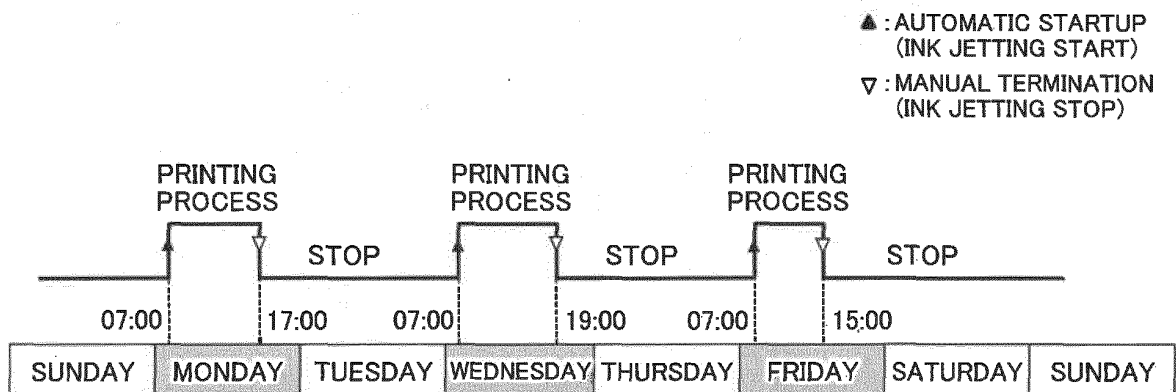 ▲ : AUTOMATIC STARTUP
(INK JETTING START)
▽ : MANUAL TERMINATION
(INK JETTING STOP)
PRINTING
PROCESS
PRINTING
PROCESS
PRINTING
PROCESS
STOP
STOP
STOP
07:00 17:00 07:00 19:00 07:00 15:00
SUNDAY MONDAY TUESDAY WEDNESDAY THURSDAY FRIDAY SATURDAY SUNDAY